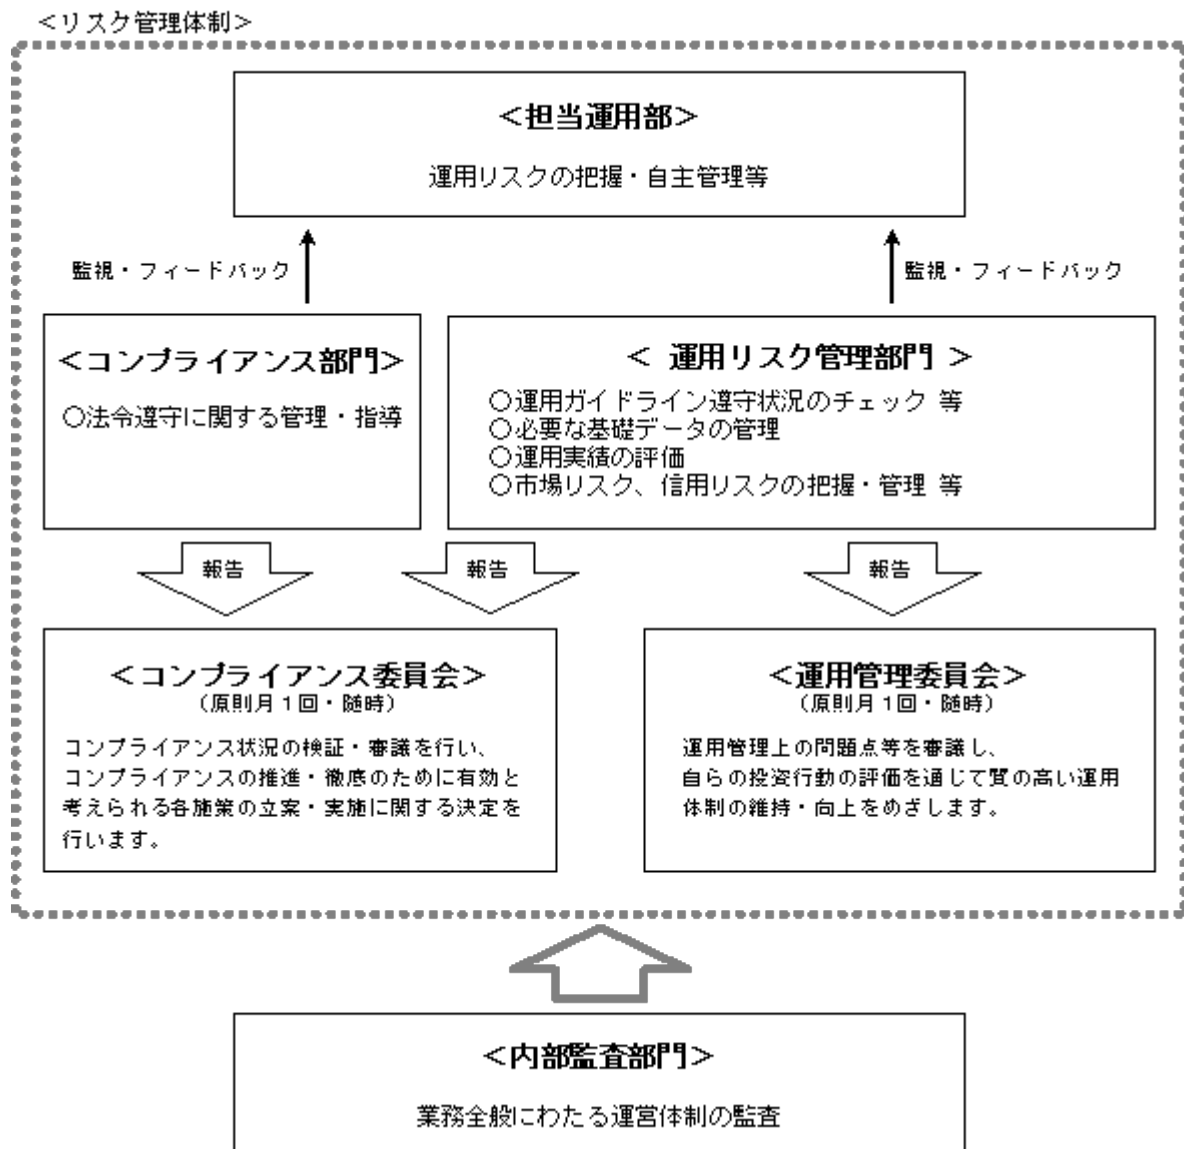 ＜リスク管理体制＞
＜担当運用部＞
運用リスクの把握・自主管理等
監視・フィードバック
監視・フィードバック
＜コンプライアンス部門＞
○法令遵守に関する管理・指導
＜ 運用リスク管理部門 ＞
○運用ガイドライン遵守状況のチェック 等
○必要な基礎データの管理
○運用実績の評価
○市場リスク、信用リスクの把握・管理 等
報告
報告
報告
＜コンプライアンス委員会＞
（原則月１回・随時）
コンプライアンス状況の検証・審議を行い、
コンプライアンスの推進・徹底のために有効と
考えられる各施策の立案・実施に関する決定を
行います。
＜運用管理委員会＞
（原則月１回・随時）
運用管理上の問題点等を審議し、
自らの投資行動の評価を通じて質の高い運用
体制の維持・向上をめざします。
＜内部監査部門＞
業務全般にわたる運営体制の監査